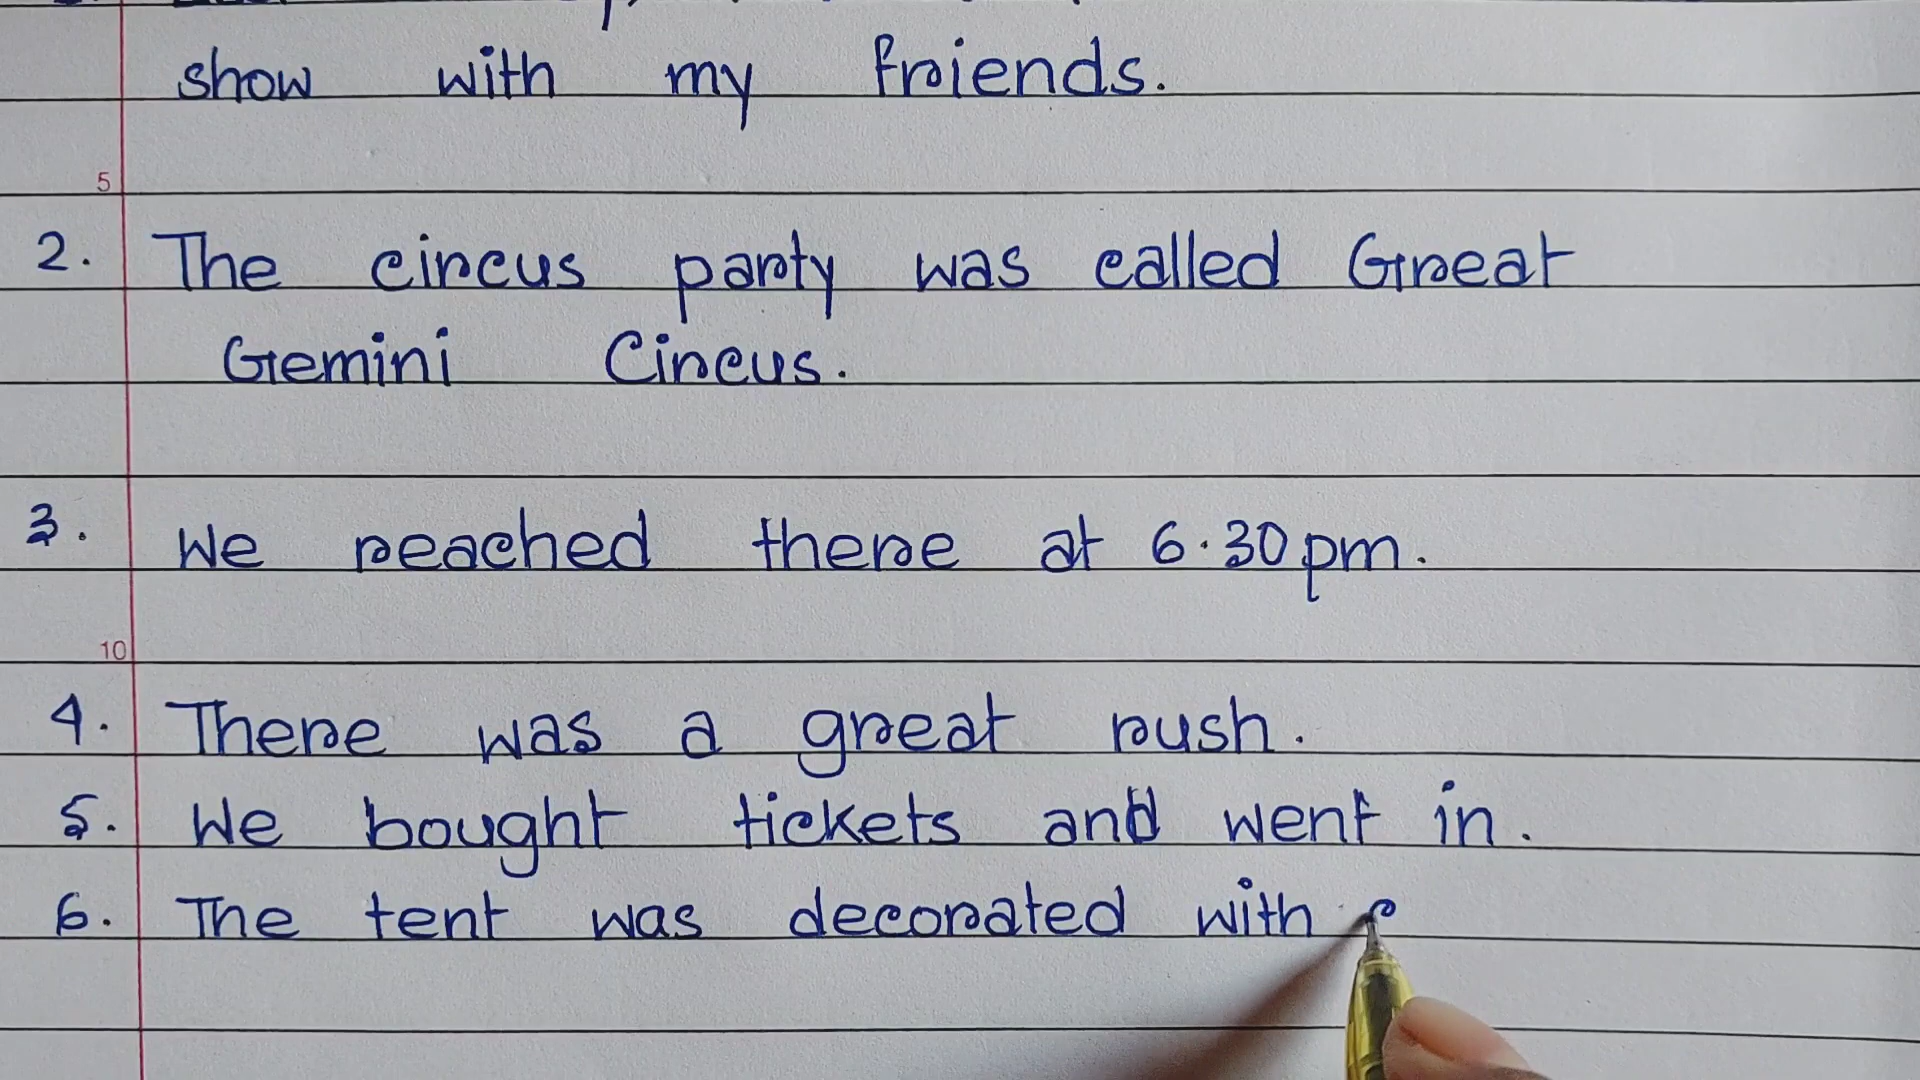 show with my friends.
5
2. The circus party was called Great
Gemini Circus.
3. We reached there at 6.30 pm.
10
4. There was a great rush.
5. We bought tickets and went in.
6. The tent was decorated with